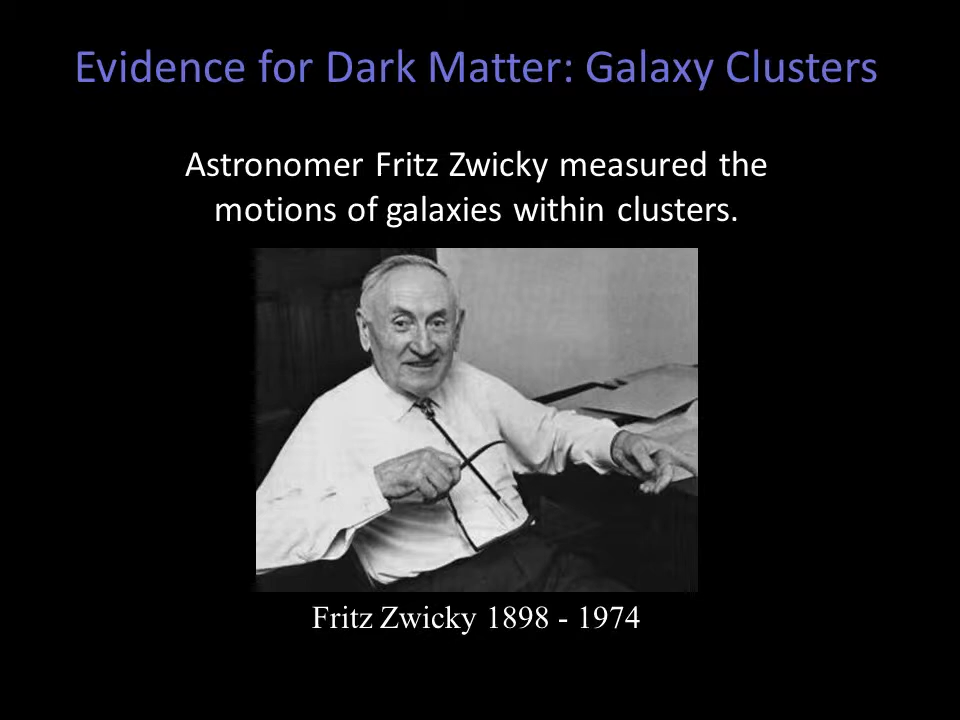 Evidence for Dark Matter: Galaxy Clusters
Astronomer Fritz Zwicky measured the
motions of galaxies within clusters.
Fritz Zwicky 1898 - 1974